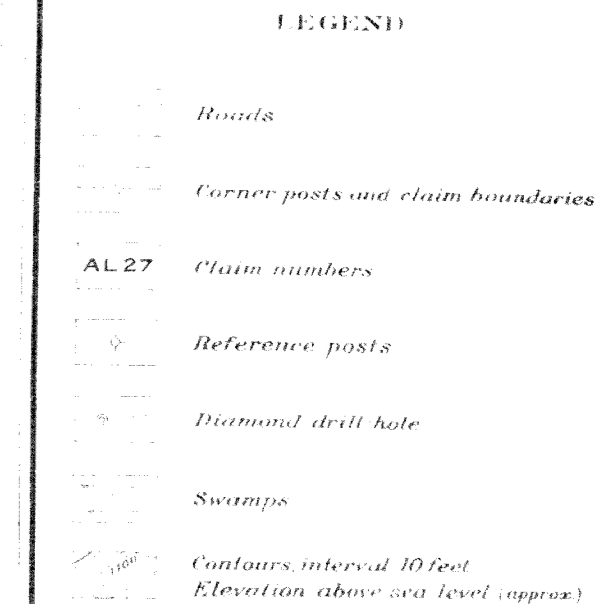 LEGEND
Roads
Corner posts and claim boundaries
AL 27 Claim numbers
Reference posts
Diamond drill hole
Swamps
1100 Contours, interval 10 feet
Elevation above sea level (approx.)